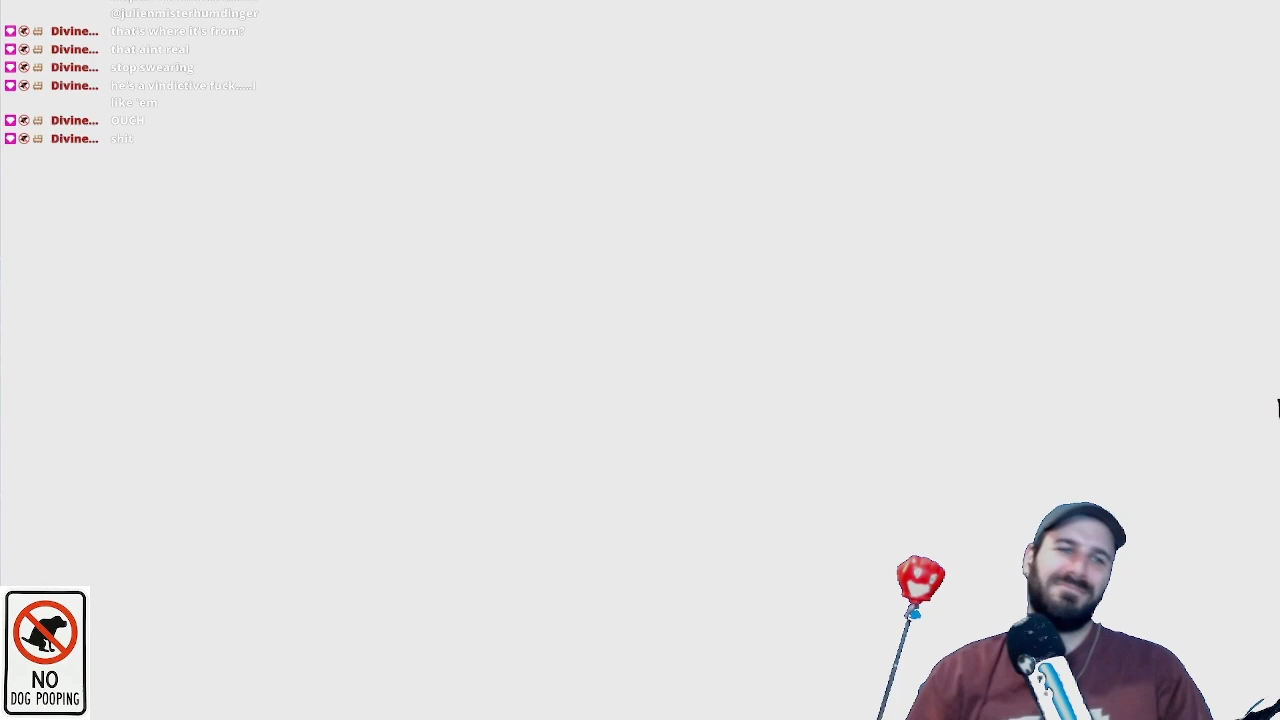 @julienmisterhumdinger
Divine... that's where it's from?
Divine... that aint real
Divine... stop swearing
Divine... he's a vindictive fuck.....I
like 'em
Divine... OUCH
Divine... shit
NO
DOG POOPING